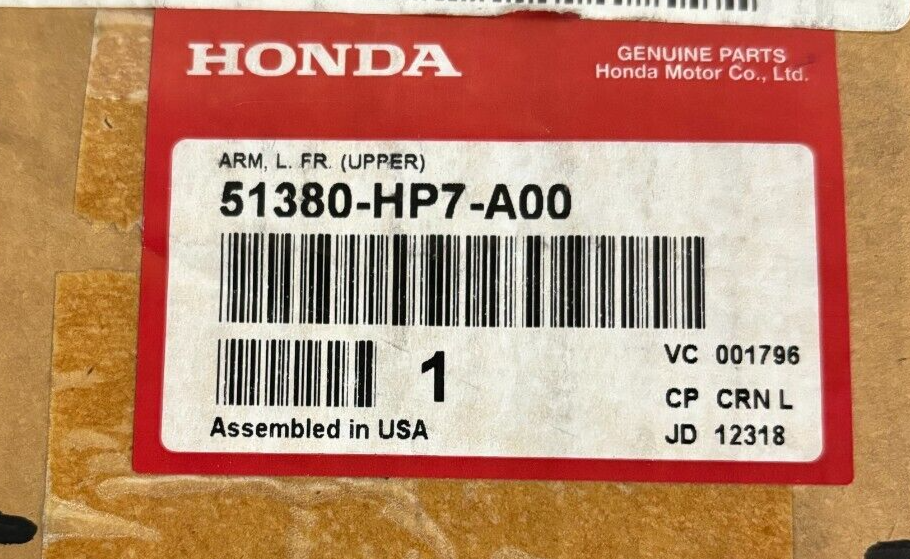 HONDA
GENUINE PARTS
Honda Motor Co., Ltd.
ARM, L. FR. (UPPER)
51380-HP7-A00
1
VC 001796
CP CRN L
Assembled in USA
JD 12318